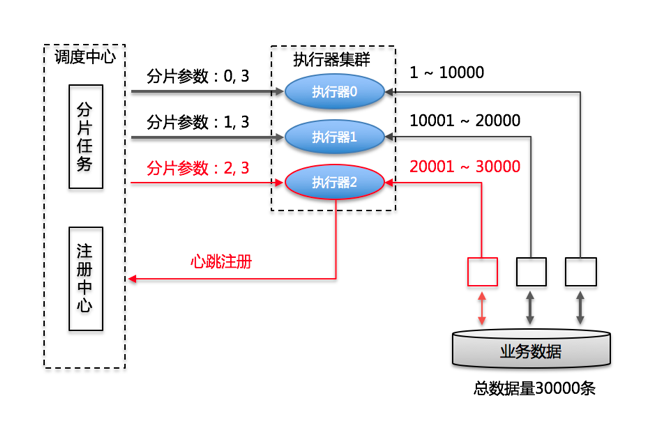 调度中心
分片任务
注册中心
分片参数：0, 3
分片参数：1, 3
分片参数：2, 3
心跳注册
执行器集群
执行器0
执行器1
执行器2
1 ~ 10000
10001 ~ 20000
20001 ~ 30000
业务数据
总数据量30000条